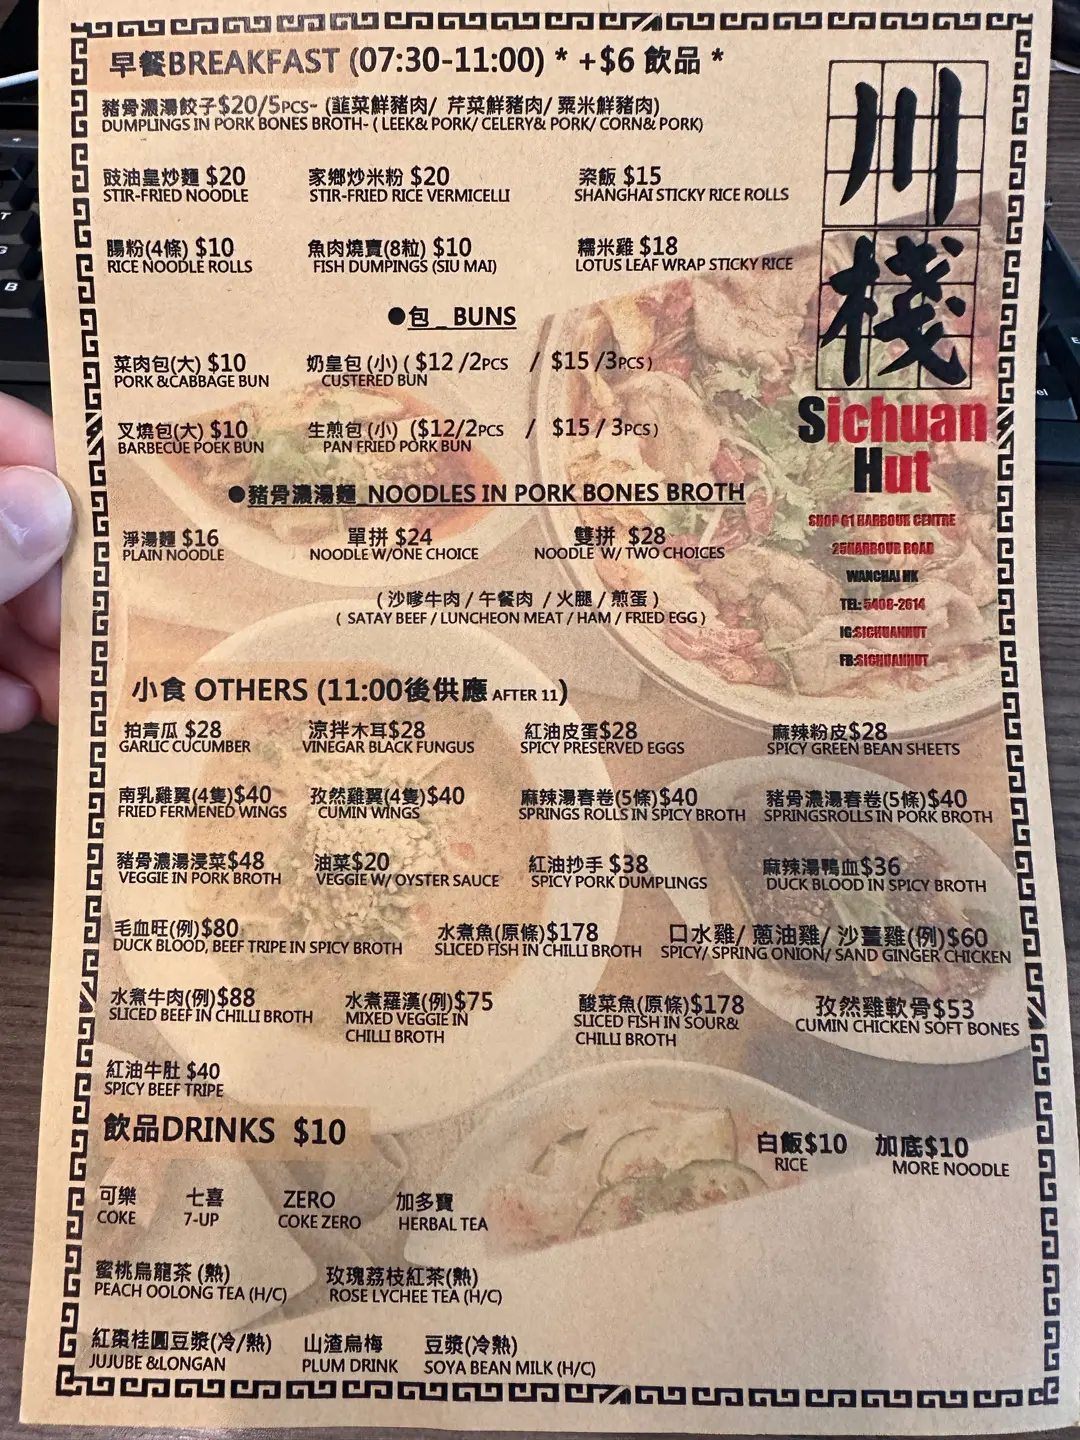 早餐BREAKFAST (07:30-11:00) * +$6 飲品 *
豬骨濃湯餃子$20/5PCS- (韮菜鮮豬肉/ 芹菜鮮豬肉/ 粟米鮮豬肉)
DUMPLINGS IN PORK BONES BROTH- ( LEEK& PORK/ CELERY& PORK/ CORN& PORK)
豉油皇炒麵 $20 家鄉炒米粉 $20 粢飯 $15
STIR-FRIED NOODLE STIR-FRIED RICE VERMICELLI SHANGHAI STICKY RICE ROLLS
腸粉(4條) $10 魚肉燒賣(8粒) $10 糯米雞 $18
RICE NOODLE ROLLS FISH DUMPINGS (SIU MAI) LOTUS LEAF WRAP STICKY RICE
●包 _ BUNS
菜肉包(大) $10 奶皇包 (小) ( $12 /2PCS / $15 /3PCS )
PORK &CABBAGE BUN CUSTERED BUN
叉燒包(大) $10 生煎包 (小) ($12/2PCS / $15 / 3PCS )
BARBECUE POEK BUN PAN FRIED PORK BUN
●豬骨濃湯麵_NOODLES IN PORK BONES BROTH
淨湯麵 $16 單拼 $24 雙拼 $28
PLAIN NOODLE NOODLE W/ONE CHOICE NOODLE W/ TWO CHOICES
( 沙嗲牛肉 / 午餐肉 / 火腿 / 煎蛋 )
( SATAY BEEF / LUNCHEON MEAT / HAM / FRIED EGG )
川棧
Sichuan
Hut
SHOP G1 HARBOUR CENTRE
25HARBOUR ROAD
WANCHAI HK
TEL: 5408-2614
IG:SICHUANHUT
FB:SICHUANHUT
小食 OTHERS (11:00後供應 AFTER 11)
拍青瓜 $28 涼拌木耳$28 紅油皮蛋$28 麻辣粉皮$28
GARLIC CUCUMBER VINEGAR BLACK FUNGUS SPICY PRESERVED EGGS SPICY GREEN BEAN SHEETS
南乳雞翼(4隻)$40 孜然雞翼(4隻)$40 麻辣湯春卷(5條)$40 豬骨濃湯春卷(5條)$40
FRIED FERMENED WINGS CUMIN WINGS SPRINGS ROLLS IN SPICY BROTH SPRINGSROLLS IN PORK BROTH
豬骨濃湯浸菜$48 油菜$20 紅油抄手 $38 麻辣湯鴨血$36
VEGGIE IN PORK BROTH VEGGIE W/ OYSTER SAUCE SPICY PORK DUMPLINGS DUCK BLOOD IN SPICY BROTH
毛血旺(例)$80 水煮魚(原條)$178 口水雞/ 蔥油雞/ 沙薑雞(例)$60
DUCK BLOOD, BEEF TRIPE IN SPICY BROTH SLICED FISH IN CHILLI BROTH SPICY/ SPRING ONION/ SAND GINGER CHICKEN
水煮牛肉(例)$88 水煮羅漢(例)$75 酸菜魚(原條)$178 孜然雞軟骨$53
SLICED BEEF IN CHILLI BROTH MIXED VEGGIE IN SLICED FISH IN SOUR& CUMIN CHICKEN SOFT BONES
CHILLI BROTH CHILLI BROTH
紅油牛肚 $40
SPICY BEEF TRIPE
飲品DRINKS $10
白飯$10 加底$10
RICE MORE NOODLE
可樂 七喜 ZERO 加多寶
COKE 7-UP COKE ZERO HERBAL TEA
蜜桃烏龍茶 (熱) 玫瑰荔枝紅茶(熱)
PEACH OOLONG TEA (H/C) ROSE LYCHEE TEA (H/C)
紅棗桂圓豆漿(冷/熱) 山渣烏梅 豆漿(冷熱)
JUJUBE &LONGAN PLUM DRINK SOYA BEAN MILK (H/C)